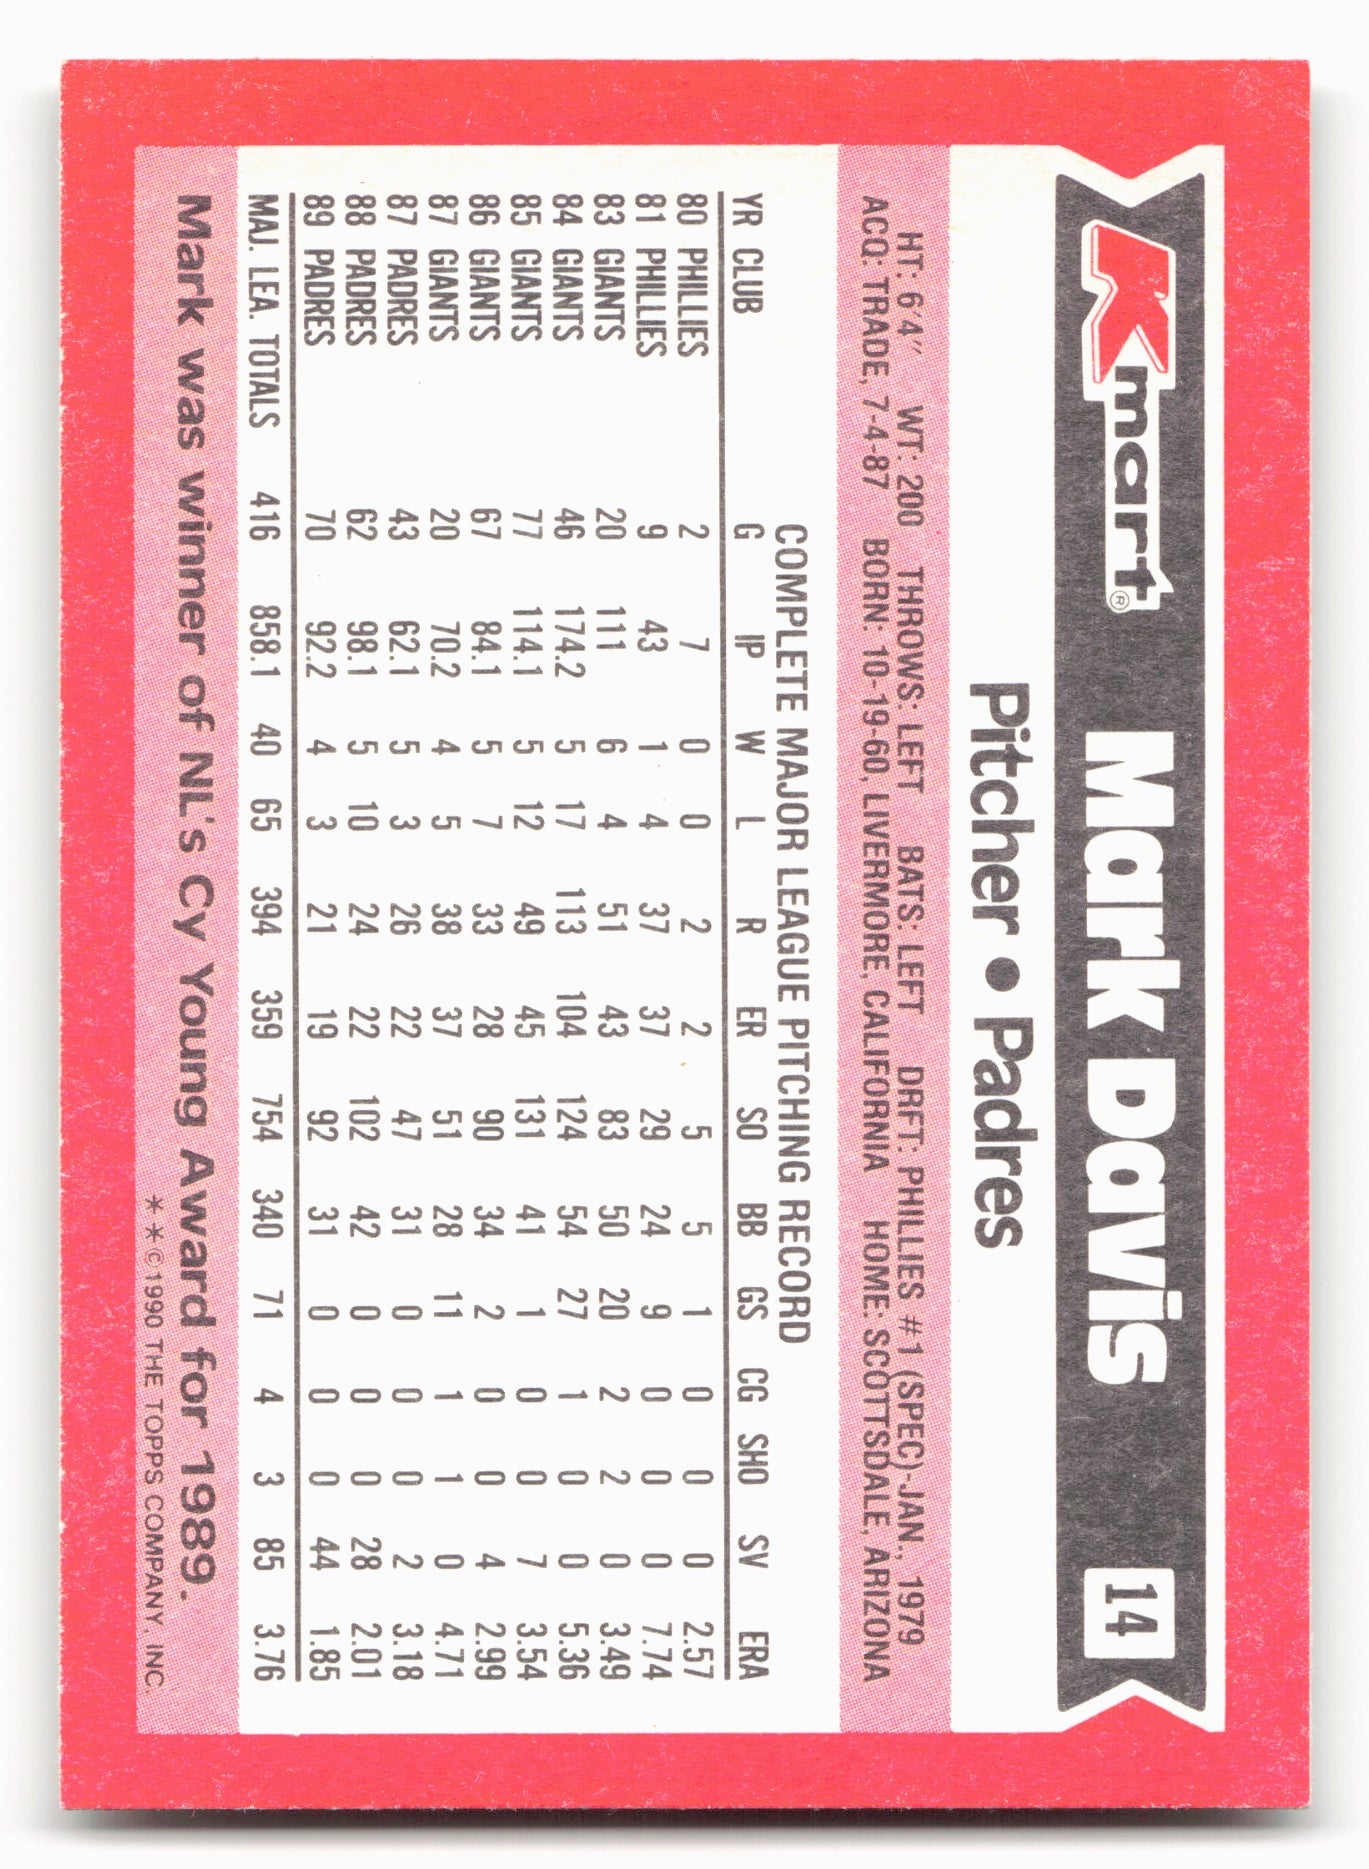 Kmart® Mark Davis 14
Pitcher • Padres
HT: 6'4" WT: 200 THROWS: LEFT BATS: LEFT DRFT: PHILLIES #1 (SPEC)-JAN., 1979
ACQ: TRADE, 7-4-87 BORN: 10-19-60, LIVERMORE, CALIFORNIA HOME: SCOTTSDALE, ARIZONA
COMPLETE MAJOR LEAGUE PITCHING RECORD
YR CLUB G IP W L R ER SO BB GS CG SHO SV ERA
80 PHILLIES 2 7 0 0 2 2 5 5 1 0 0 0 2.57
81 PHILLIES 9 43 1 4 37 37 29 24 9 0 0 0 7.74
83 GIANTS 20 111 6 4 51 43 83 50 20 2 2 0 3.49
84 GIANTS 46 174.2 5 17 113 104 124 54 27 1 0 0 5.36
85 GIANTS 77 114.1 5 12 49 45 131 41 1 0 0 7 3.54
86 GIANTS 67 84.1 5 7 33 28 90 34 2 0 0 4 2.99
87 GIANTS 20 70.2 4 5 38 37 51 28 11 1 1 0 4.71
87 PADRES 43 62.1 5 3 26 22 47 31 0 0 0 2 3.18
88 PADRES 62 98.1 5 10 24 22 102 42 0 0 0 28 2.01
89 PADRES 70 92.2 4 3 21 19 92 31 0 0 0 44 1.85
MAJ. LEA. TOTALS 416 858.1 40 65 394 359 754 340 71 4 3 85 3.76
Mark was winner of NL's Cy Young Award for 1989.
**©1990 THE TOPPS COMPANY, INC.